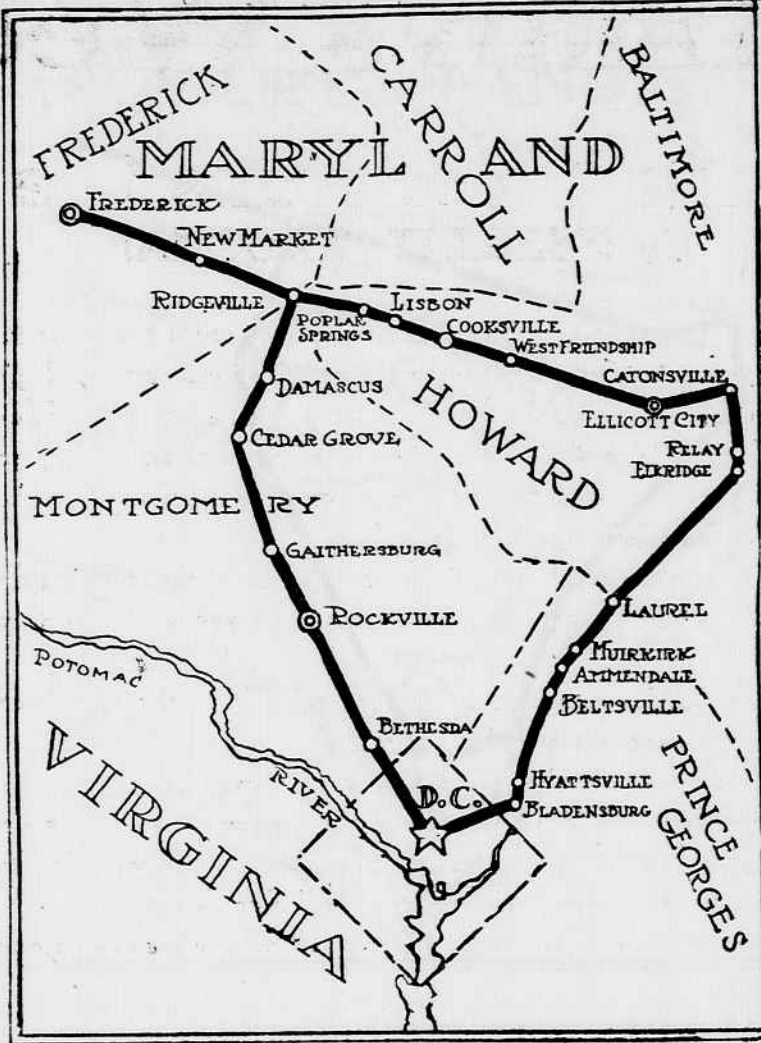 FREDERICK
CARROLL
BALTIMORE
MARYLAND
FREDERICK
NEW MARKET
RIDGEVILLE
POPLAR
SPRINGS
LISBON
COOKSVILLE
WEST FRIENDSHIP
CATONSVILLE
ELLICOTT CITY
DAMASCUS
HOWARD
CEDAR GROVE
RELAY
ELKRIDGE
MONTGOMERY
GAITHERSBURG
ROCKVILLE
LAUREL
MUIRKIRK
AMMENDALE
BELTSVILLE
POTOMAC
RIVER
BETHESDA
HYATTSVILLE
D.C.
BLADENSBURG
PRINCE
GEORGES
VIRGINIA